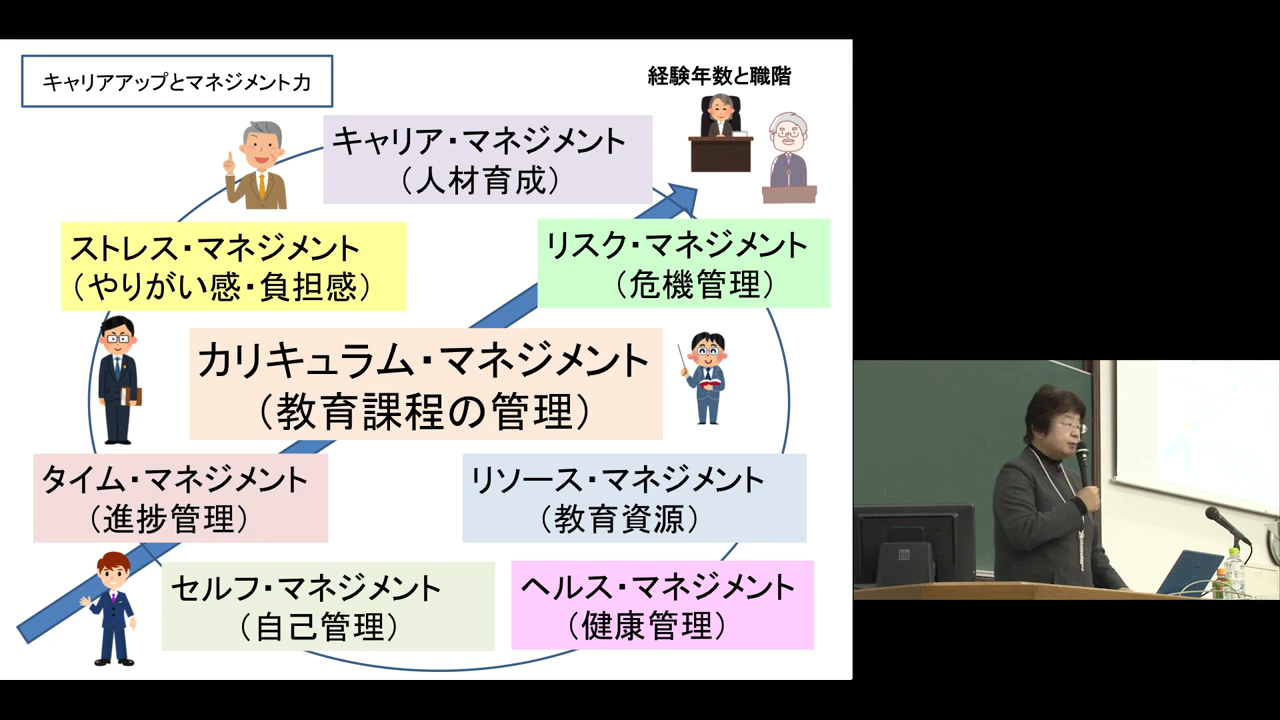 キャリアアップとマネジメント力
経験年数と職階
キャリア・マネジメント
（人材育成）
ストレス・マネジメント
（やりがい感・負担感）
リスク・マネジメント
（危機管理）
カリキュラム・マネジメント
（教育課程の管理）
タイム・マネジメント
（進捗管理）
リソース・マネジメント
（教育資源）
セルフ・マネジメント
（自己管理）
ヘルス・マネジメント
（健康管理）